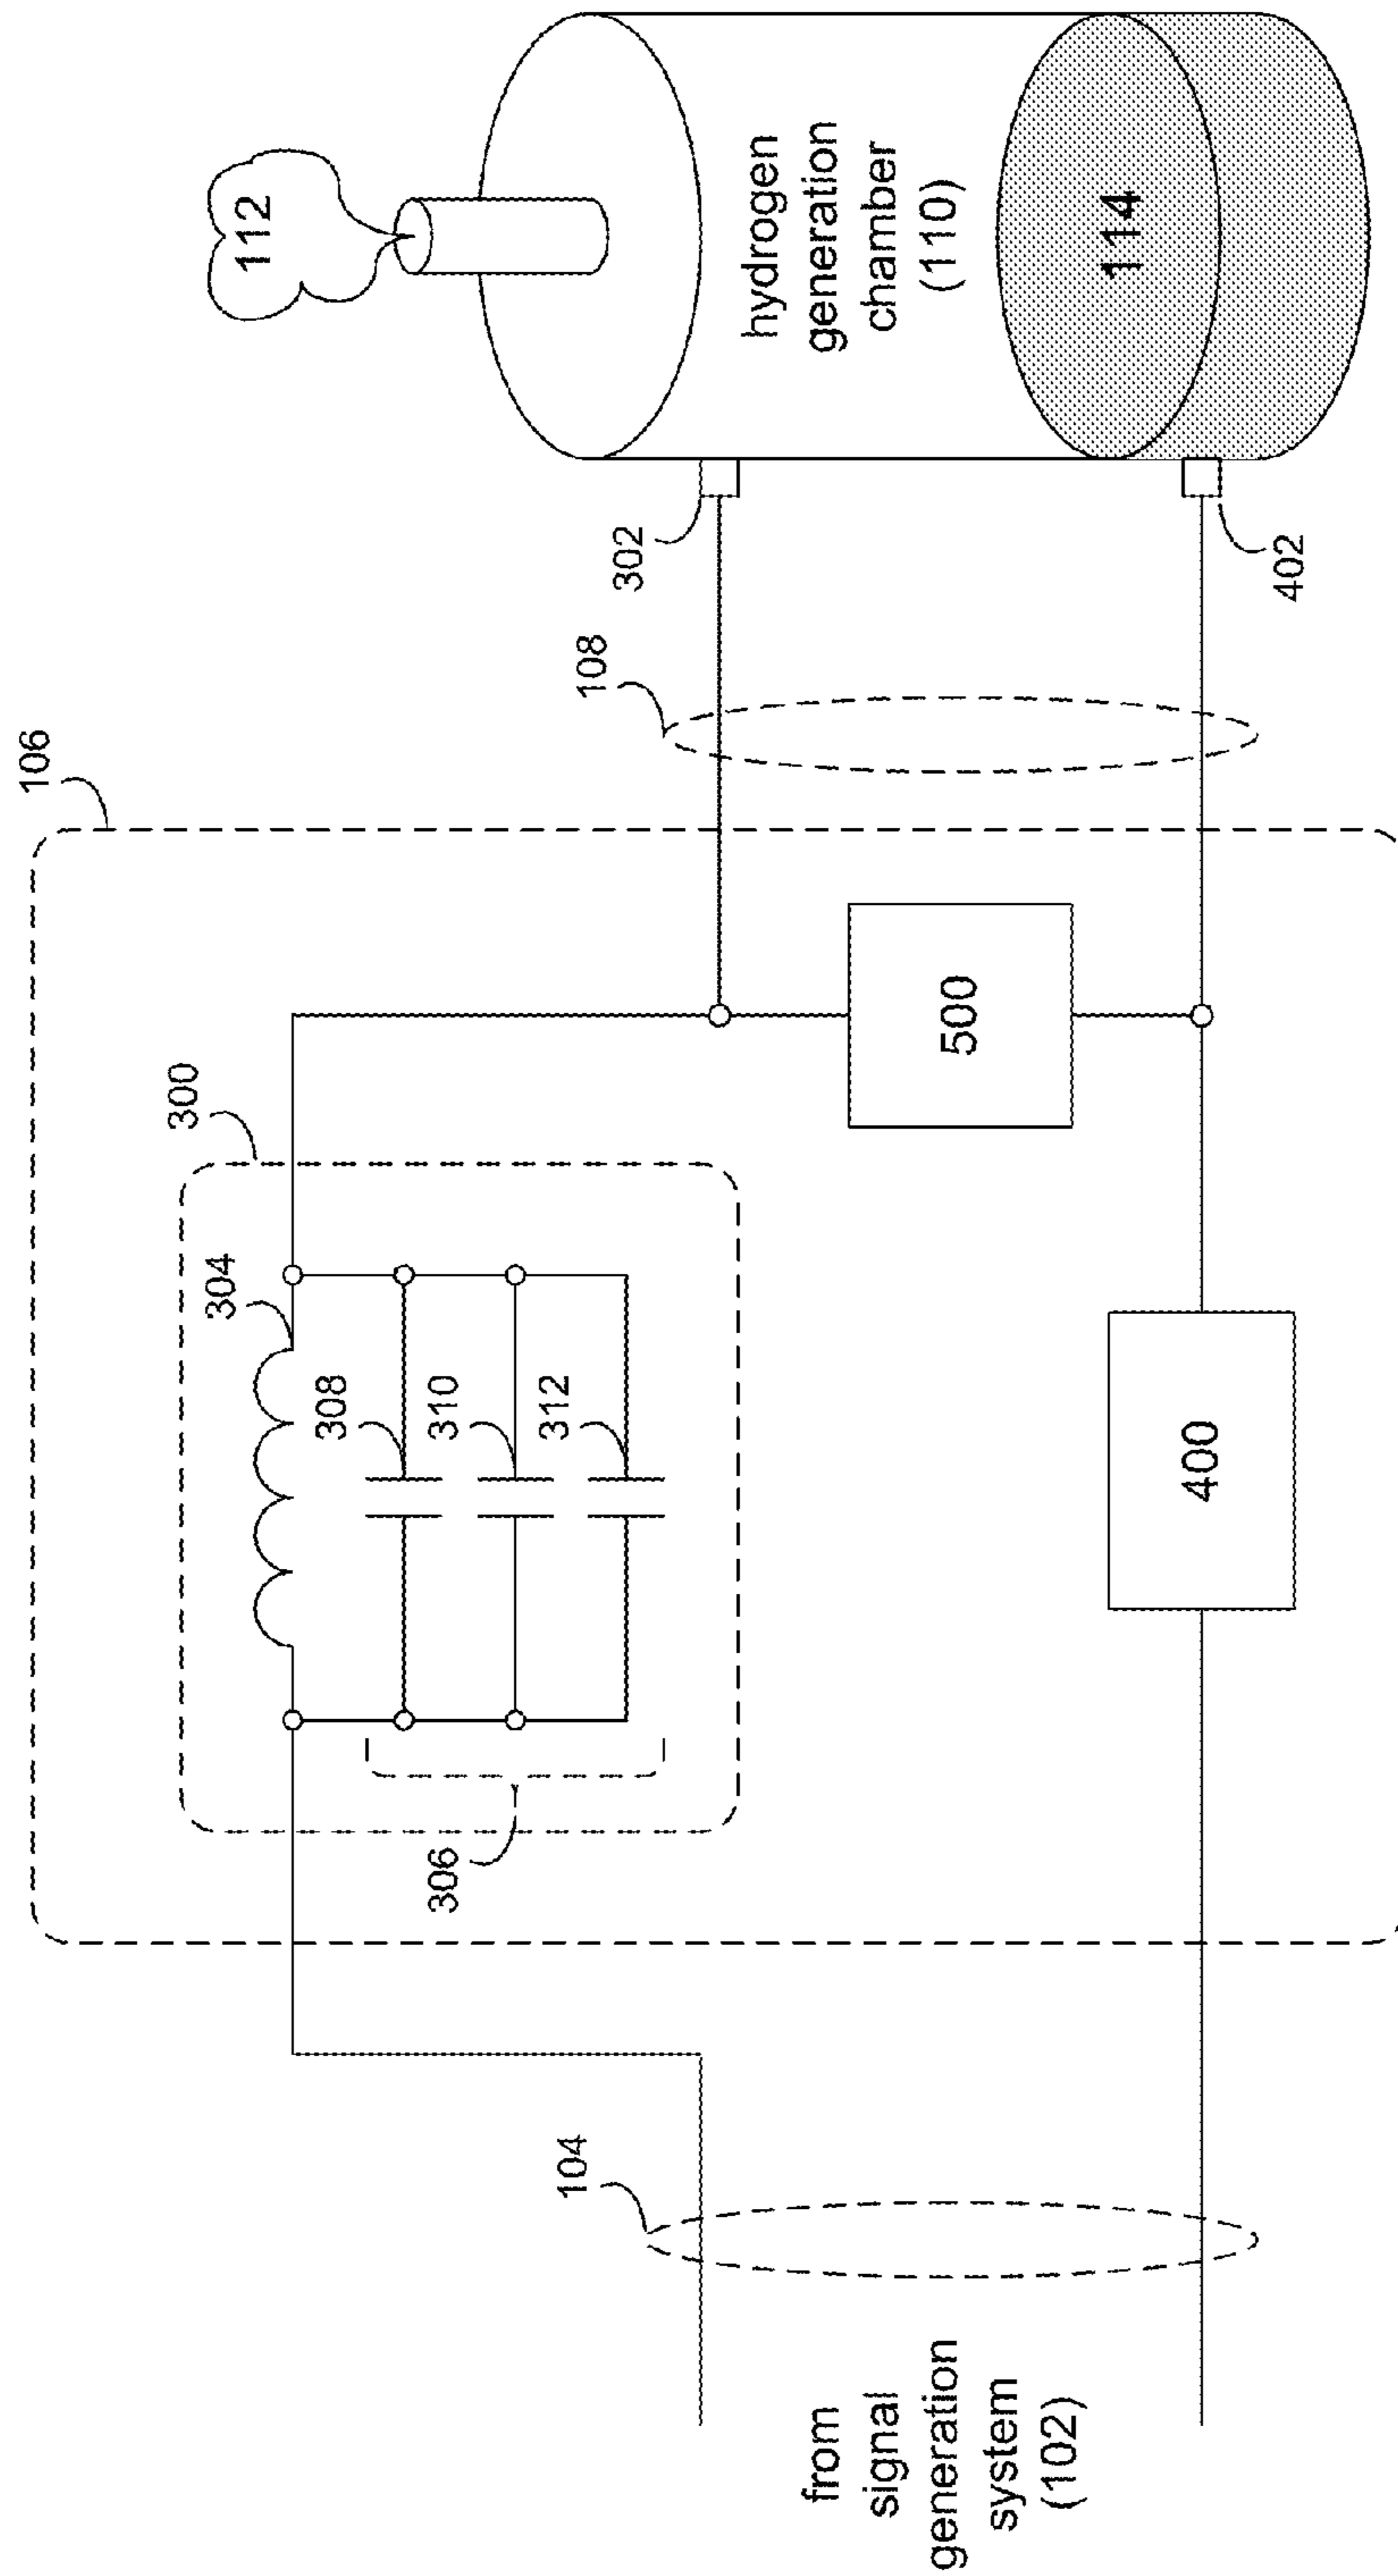 112
hydrogen
generation
chamber
(110)
114
302
402
108
106
300
304
308
310
312
306
500
400
104
from
signal
generation
system
(102)